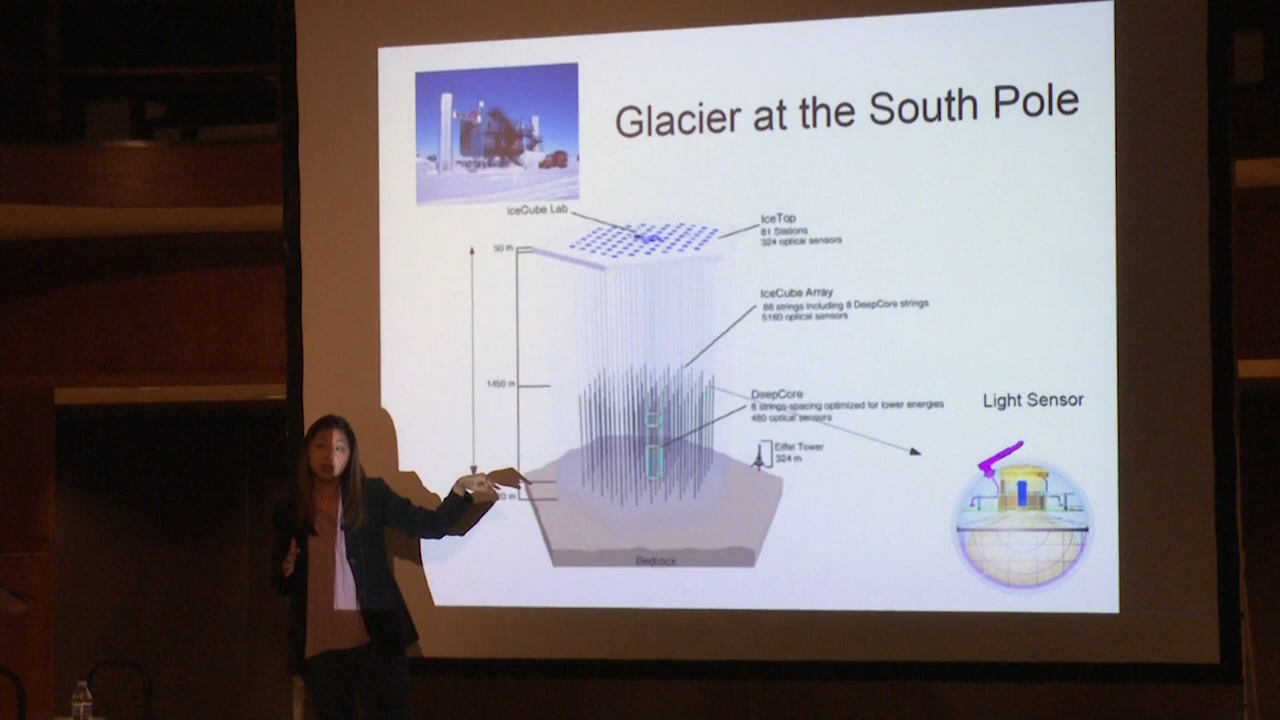 Glacier at the South Pole
IceCube Lab
50 m
IceTop
81 Stations
324 optical sensors
IceCube Array
86 strings including 8 DeepCore strings
5160 optical sensors
1450 m
DeepCore
8 strings-spacing optimized for lower energies
480 optical sensors
Light Sensor
Eiffel Tower
324 m
Bedrock